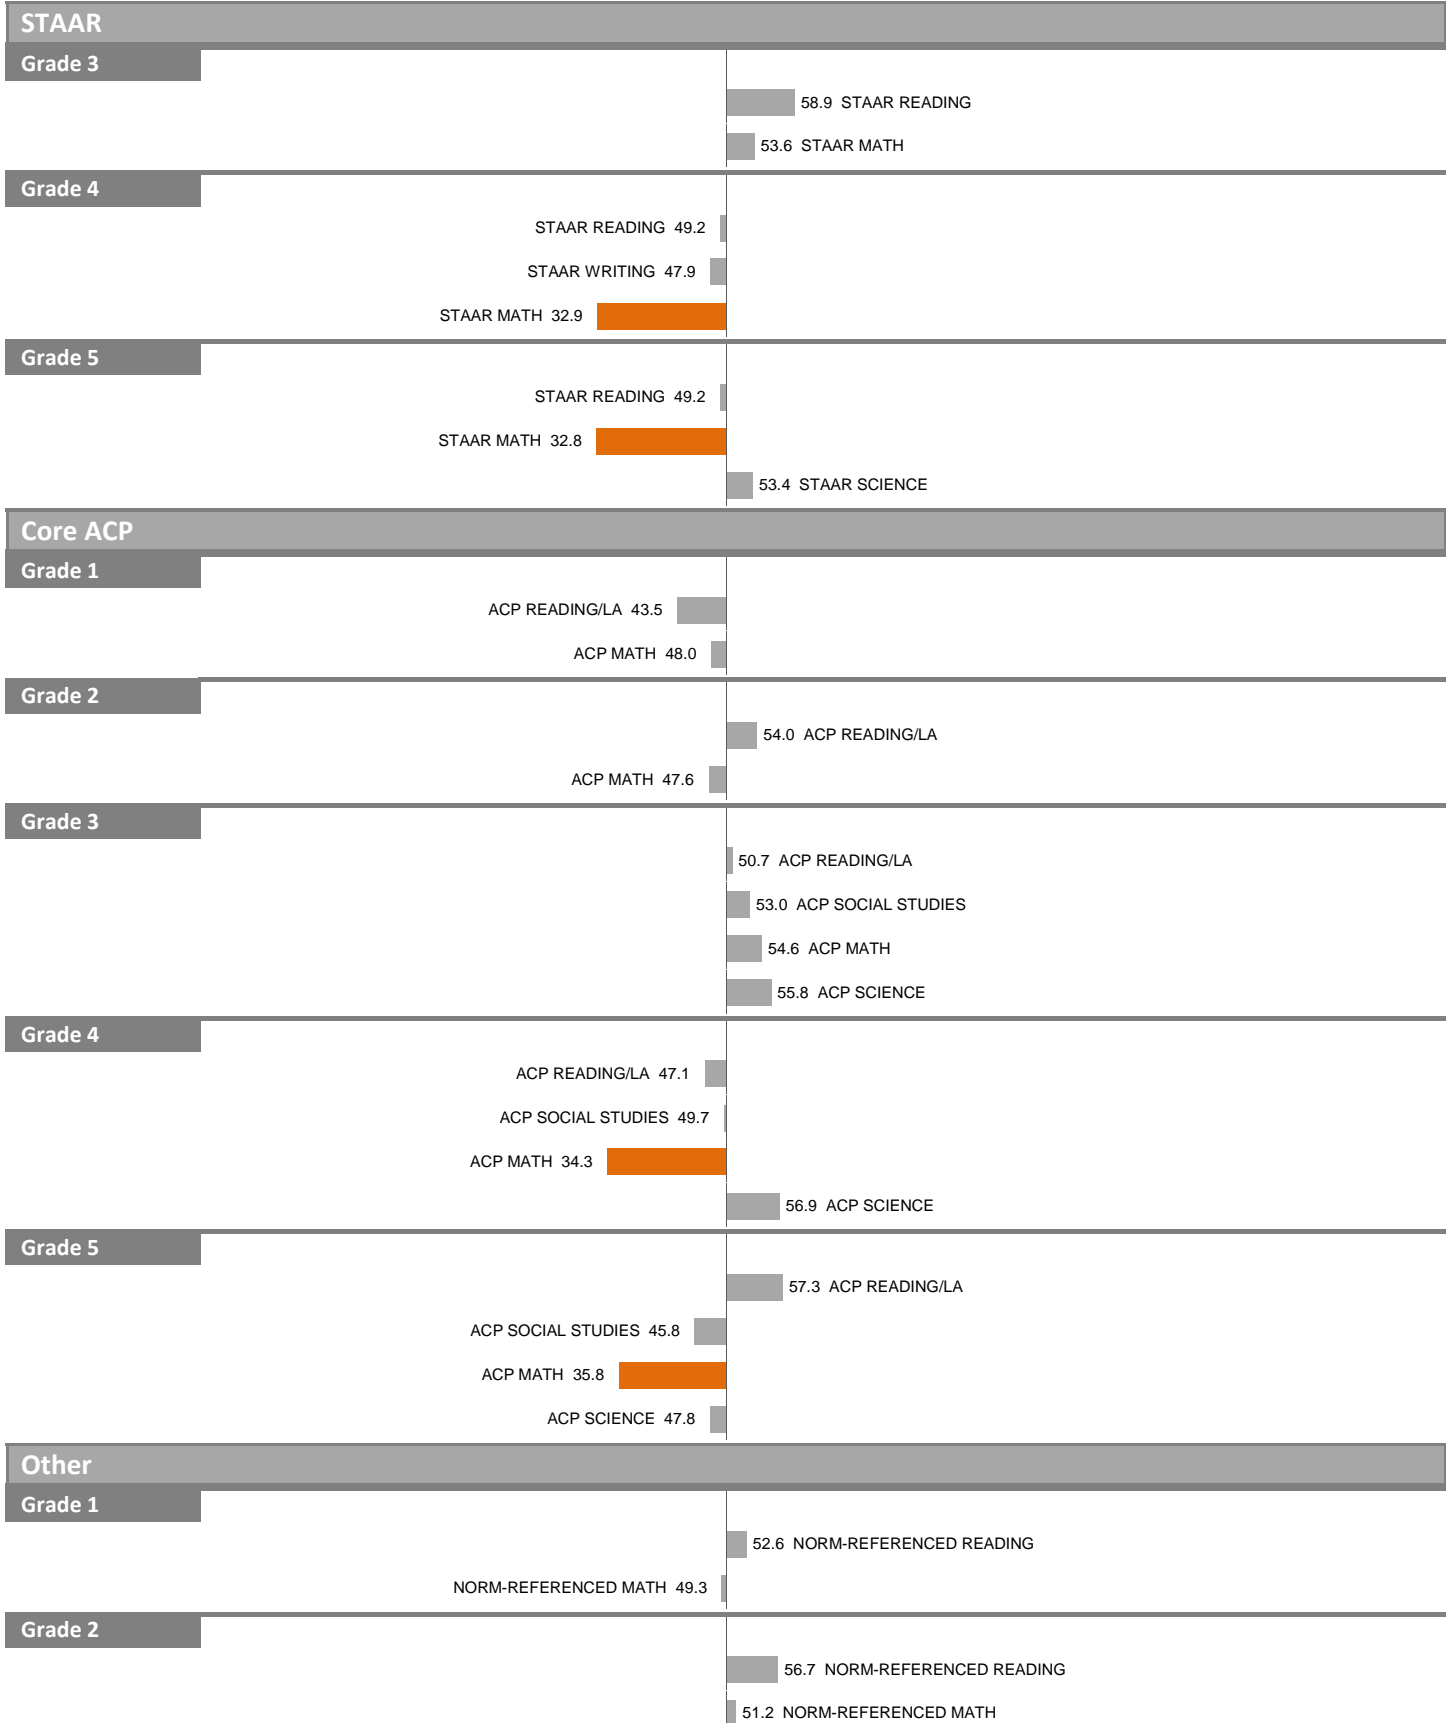 STAAR
Grade 3
58.9 STAAR READING
53.6 STAAR MATH
Grade 4
STAAR READING 49.2
STAAR WRITING 47.9
STAAR MATH 32.9
Grade 5
STAAR READING 49.2
STAAR MATH 32.8
53.4 STAAR SCIENCE
Core ACP
Grade 1
ACP READING/LA 43.5
ACP MATH 48.0
Grade 2
54.0 ACP READING/LA
ACP MATH 47.6
Grade 3
50.7 ACP READING/LA
53.0 ACP SOCIAL STUDIES
54.6 ACP MATH
55.8 ACP SCIENCE
Grade 4
ACP READING/LA 47.1
ACP SOCIAL STUDIES 49.7
ACP MATH 34.3
56.9 ACP SCIENCE
Grade 5
57.3 ACP READING/LA
ACP SOCIAL STUDIES 45.8
ACP MATH 35.8
ACP SCIENCE 47.8
Other
Grade 1
52.6 NORM-REFERENCED READING
NORM-REFERENCED MATH 49.3
Grade 2
56.7 NORM-REFERENCED READING
51.2 NORM-REFERENCED MATH